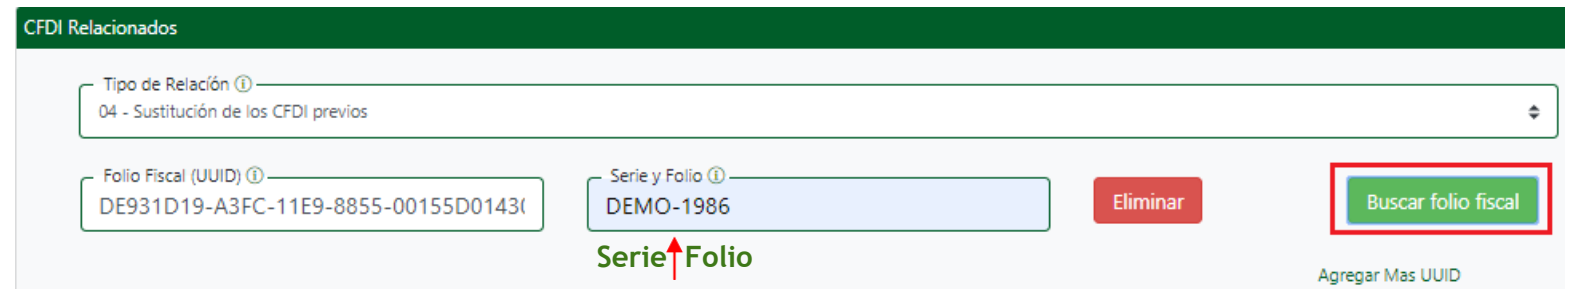 CFDI Relacionados
Tipo de Relación ⓘ
04 - Sustitución de los CFDI previos
Folio Fiscal (UUID) ⓘ
DE931D19-A3FC-11E9-8855-00155D01430
Serie y Folio ⓘ
DEMO-1986
Eliminar
Buscar folio fiscal
Serie Folio
Agregar Mas UUID